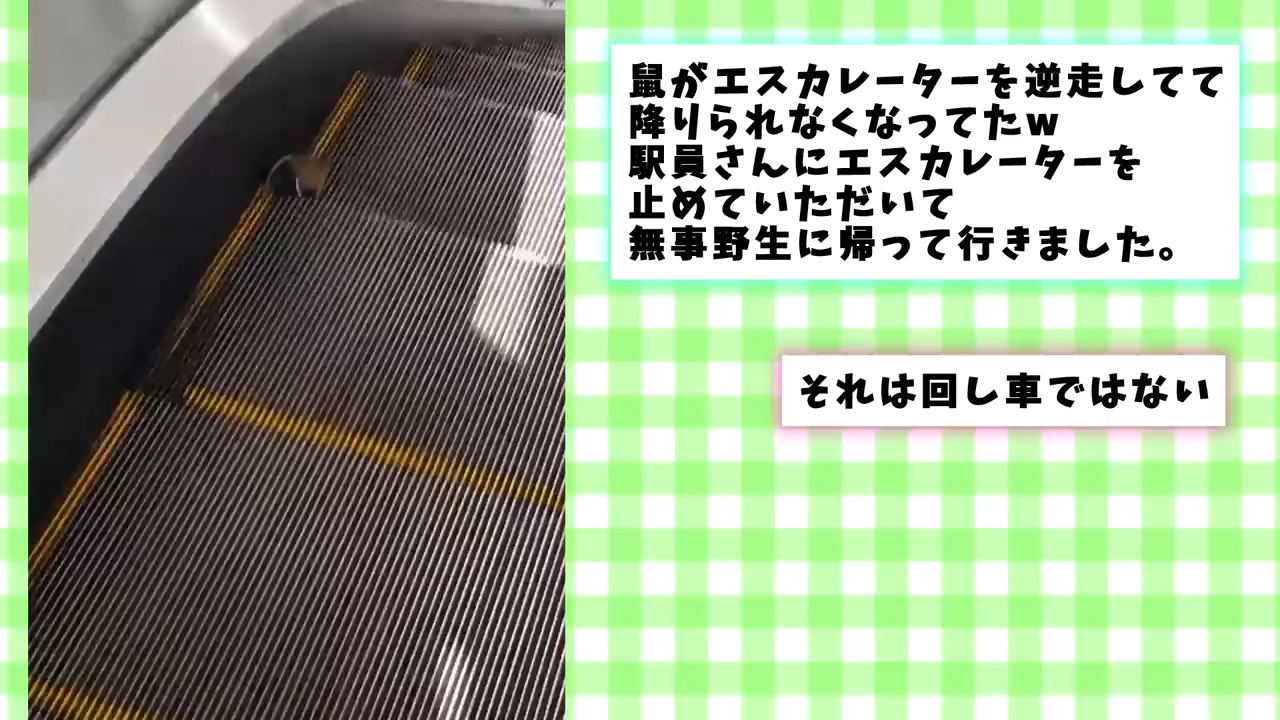 鼠がエスカレーターを逆走してて
降りられなくなってたw
駅員さんにエスカレーターを
止めていただいて
無事野生に帰って行きました。
それは回し車ではない